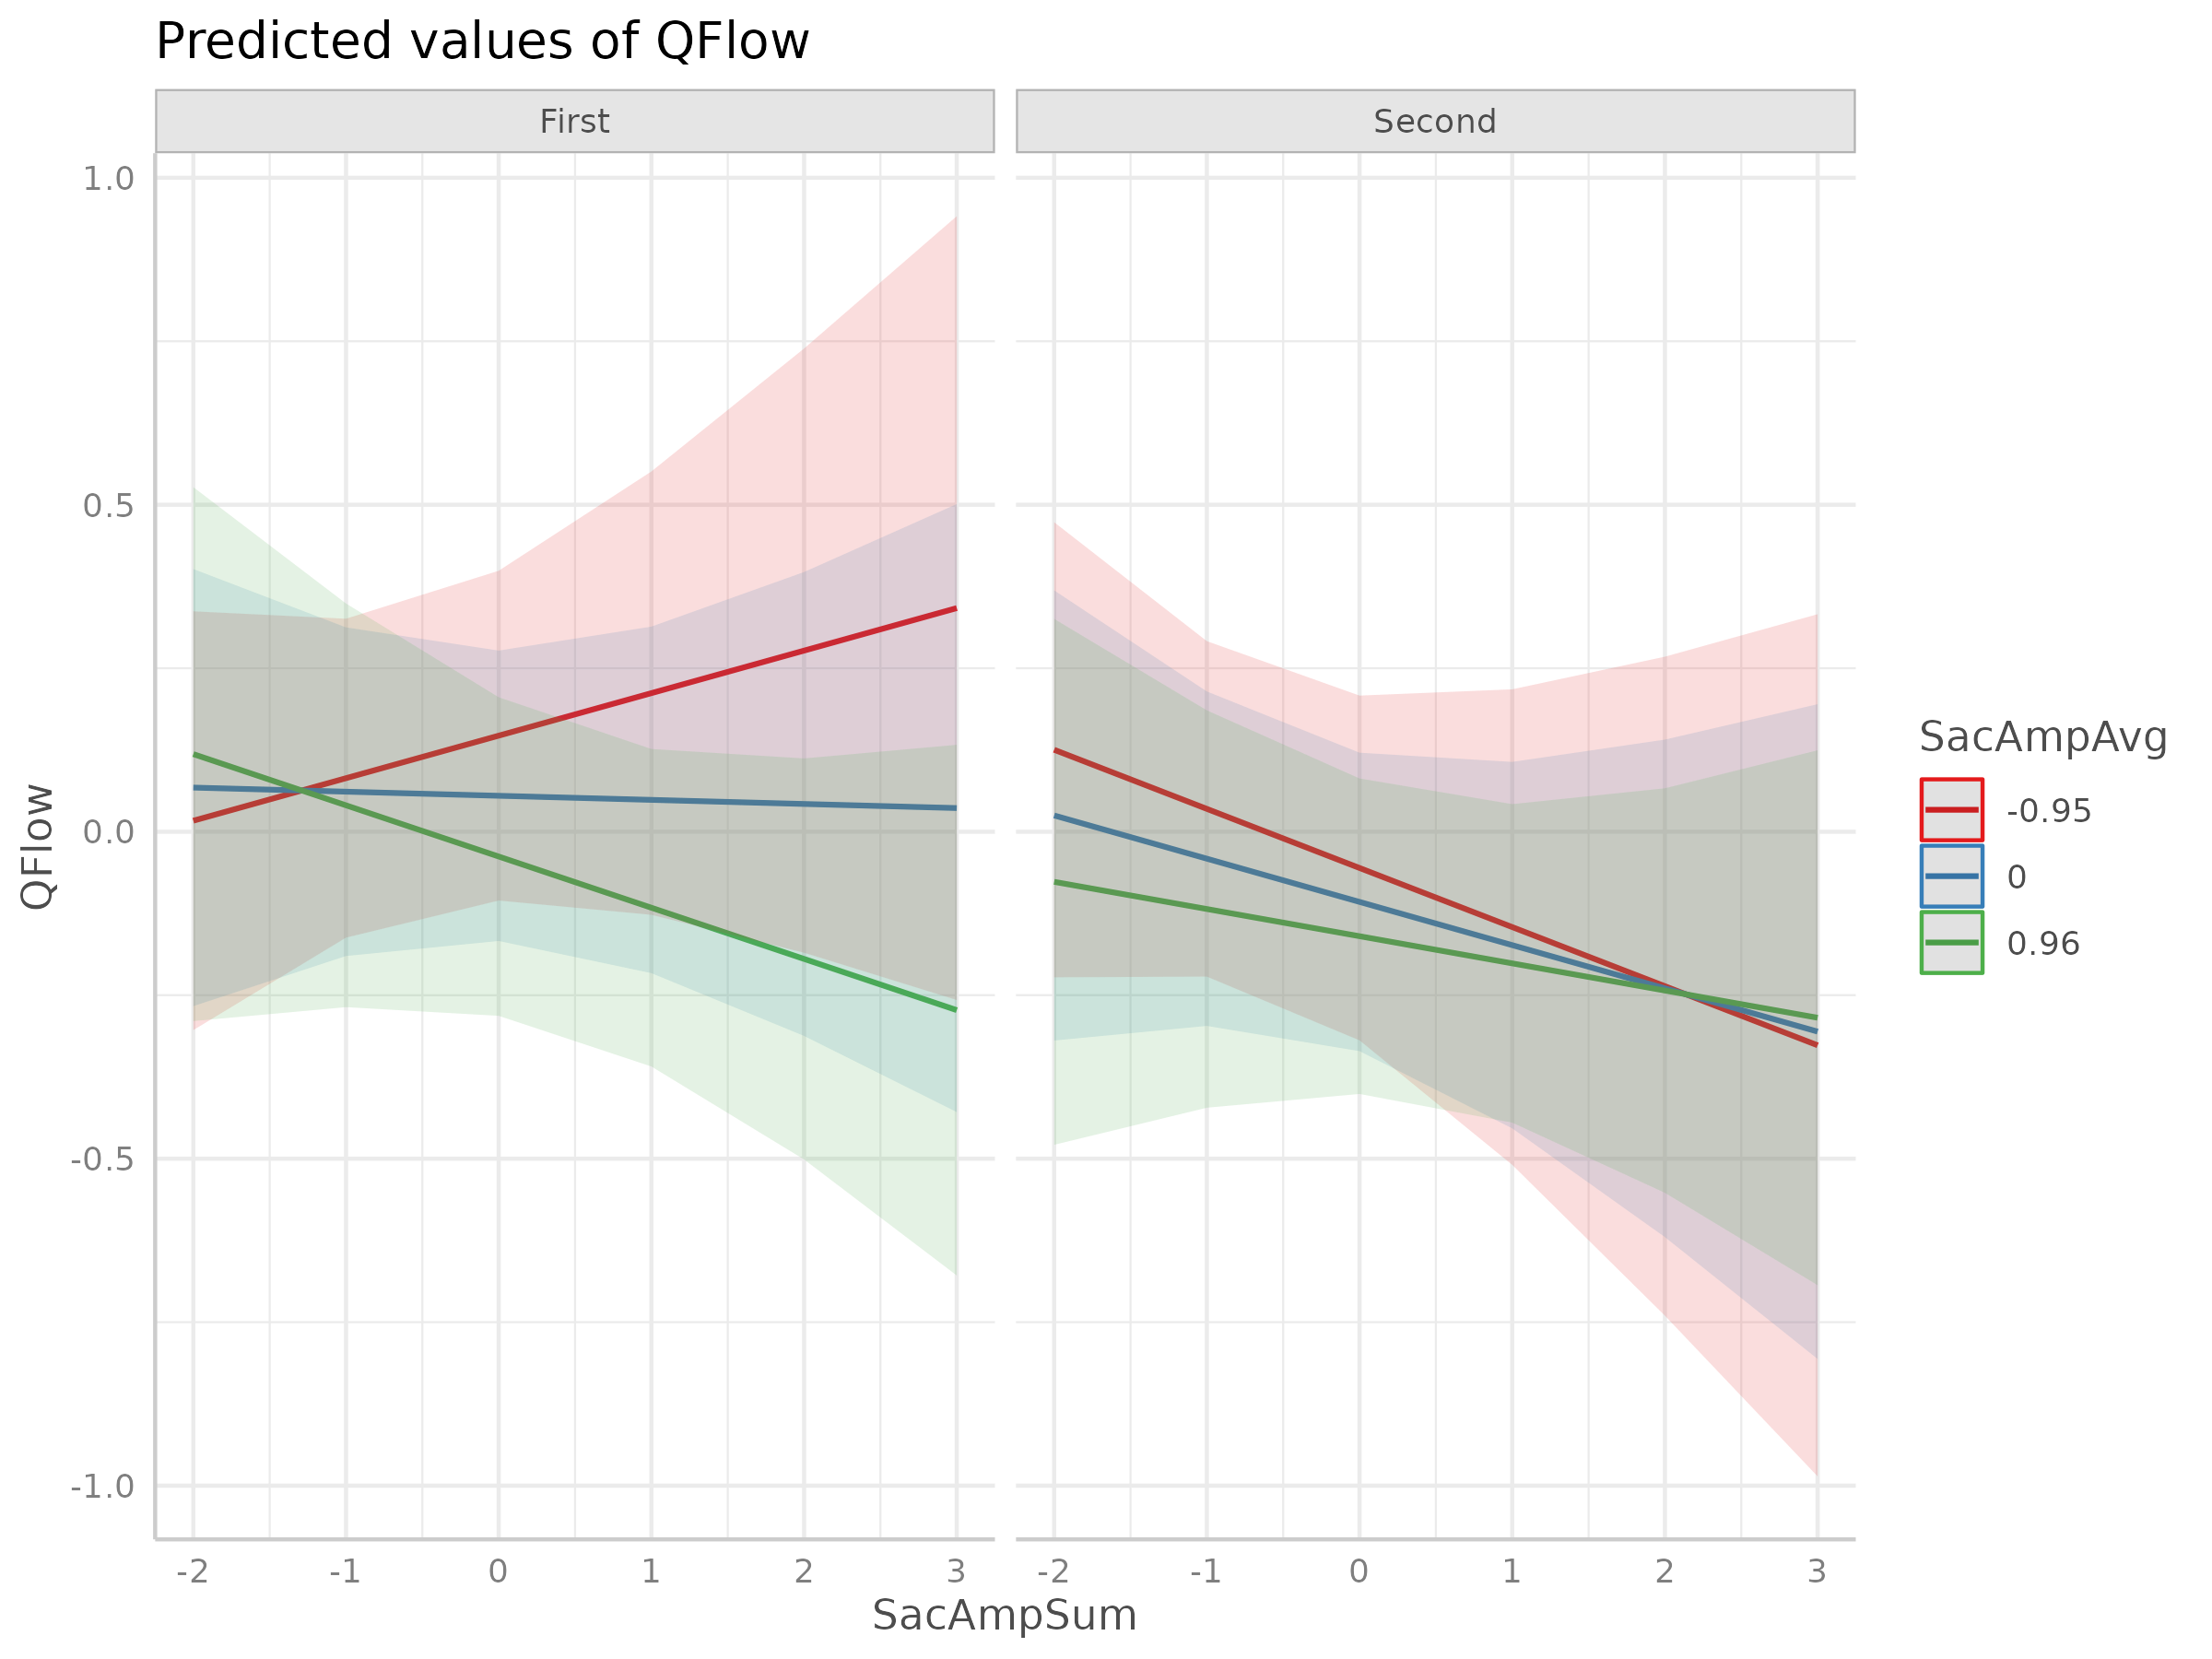 Predicted values of QFlow
First
Second
1.0
0.5
0.0
-0.5
-1.0
QFlow
-2 -1 0 1 2 3
-2 -1 0 1 2 3
SacAmpSum
SacAmpAvg
-0.95
0
0.96